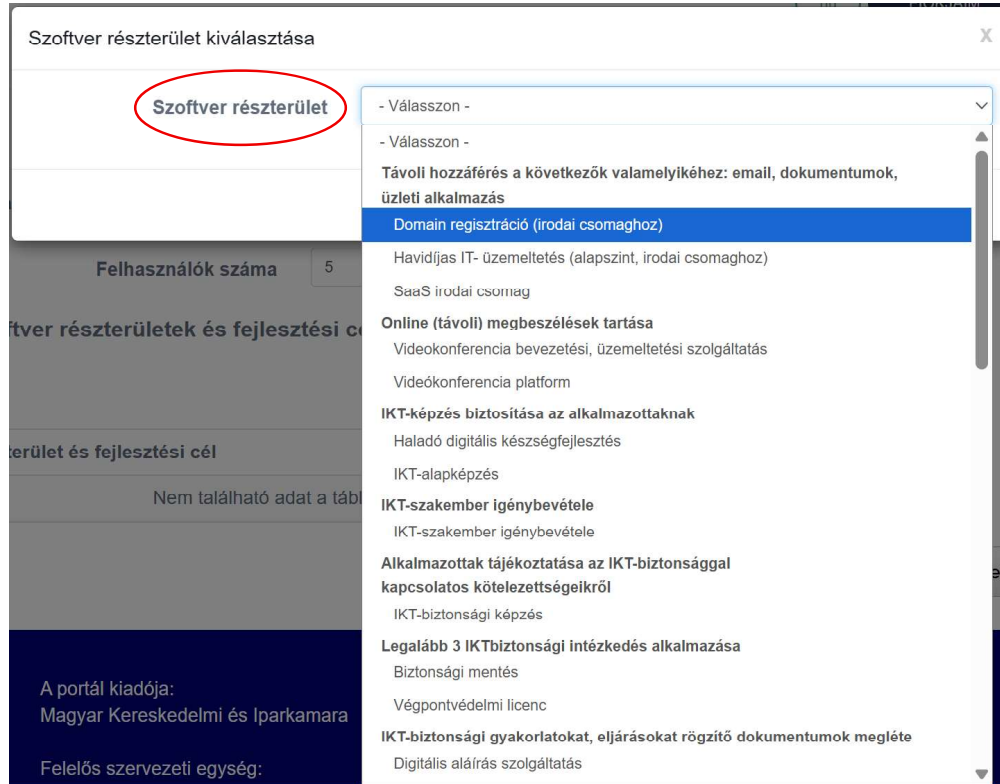 Szoftver részterület kiválasztása
X
Szoftver részterület
- Válasszon -
- Válasszon -
Távoli hozzáférés a következők valamelyikéhez: email, dokumentumok,
üzleti alkalmazás
Domain regisztráció (irodai csomaghoz)
Havidíjas IT- üzemeltetés (alapszint, irodai csomaghoz)
SaaS irodai csomag
Online (távoli) megbeszélések tartása
Videokonferencia bevezetési, üzemeltetési szolgáltatás
Videókonferencia platform
IKT-képzés biztosítása az alkalmazottaknak
Haladó digitális készségfejlesztés
IKT-alapképzés
IKT-szakember igénybevétele
IKT-szakember igénybevétele
Alkalmazottak tájékoztatása az IKT-biztonsággal
kapcsolatos kötelezettségeikről
IKT-biztonsági képzés
Legalább 3 IKTbiztonsági intézkedés alkalmazása
Biztonsági mentés
Végpontvédelmi licenc
IKT-biztonsági gyakorlatokat, eljárásokat rögzítő dokumentumok megléte
Digitális aláírás szolgáltatás
Felhasználók száma
5
részterületek és fejlesztési
és fejlesztési cél
Nem található adat a
A portál kiadója:
Magyar Kereskedelmi és Iparkamara
Felelős szervezeti egység: